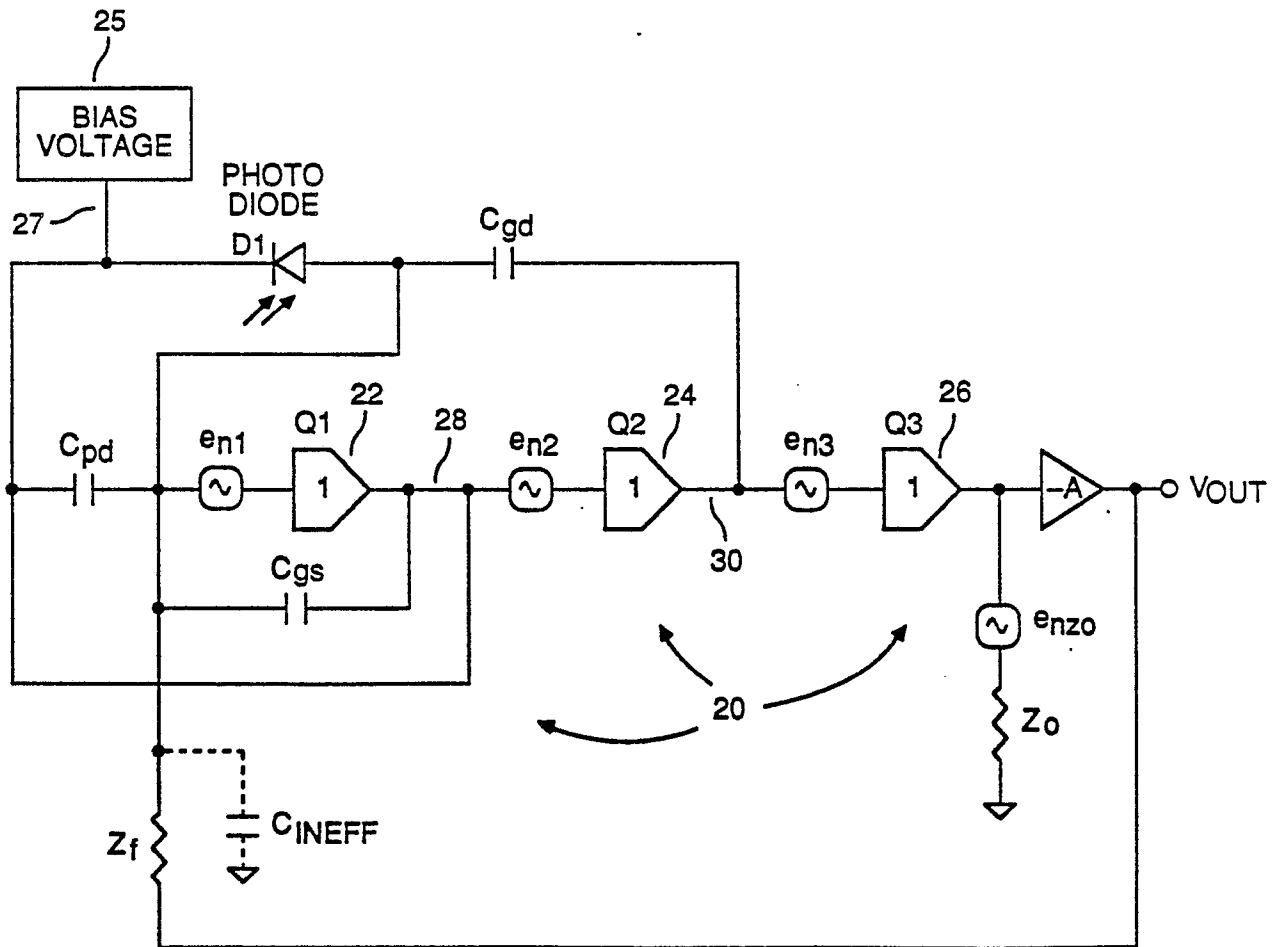 25
BIAS
VOLTAGE
27
PHOTO
DIODE
D1
Cgd
Cpd
en1
Q1
22
1
28
en2
Q2
24
1
30
en3
Q3
26
1
-A
VOUT
Cgs
enzo
Zo
20
Zf
CINEFF